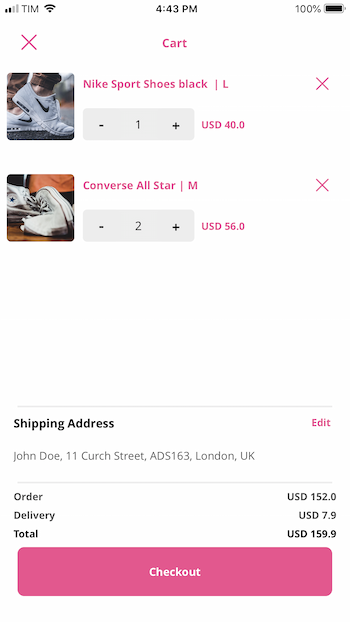 TIM 4:43 PM 100%
Cart
Nike Sport Shoes black | L
- 1 + USD 40.0
Converse All Star | M
- 2 + USD 56.0
Shipping Address Edit
John Doe, 11 Curch Street, ADS163, London, UK
Order USD 152.0
Delivery USD 7.9
Total USD 159.9
Checkout